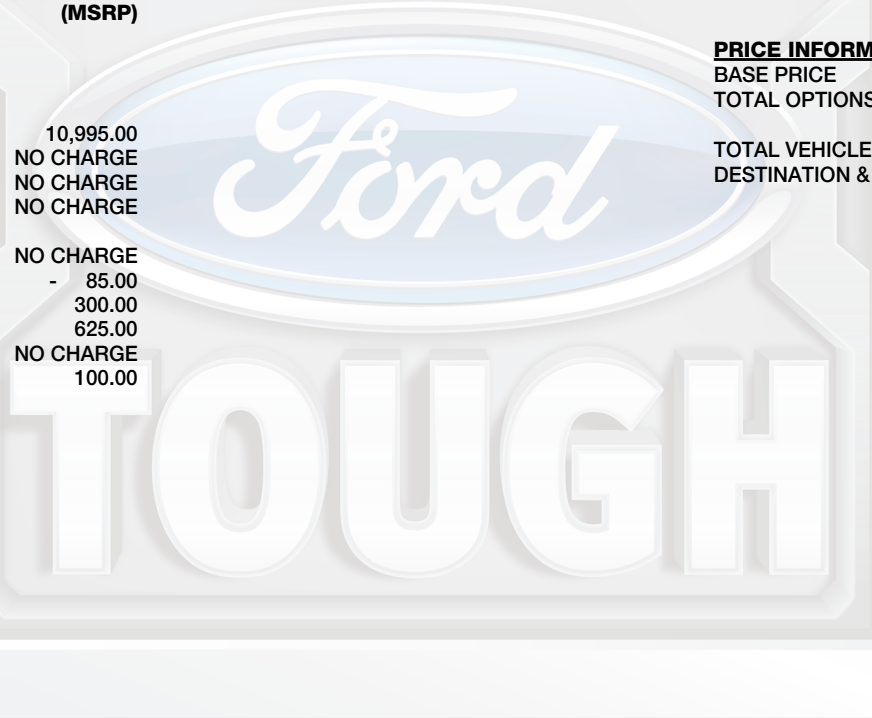 (MSRP)
10,995.00
NO CHARGE
NO CHARGE
NO CHARGE
NO CHARGE
- 85.00
300.00
625.00
NO CHARGE
100.00
PRICE INFORM
BASE PRICE
TOTAL OPTIONS
TOTAL VEHICLE
DESTINATION &
Ford
TOUGH